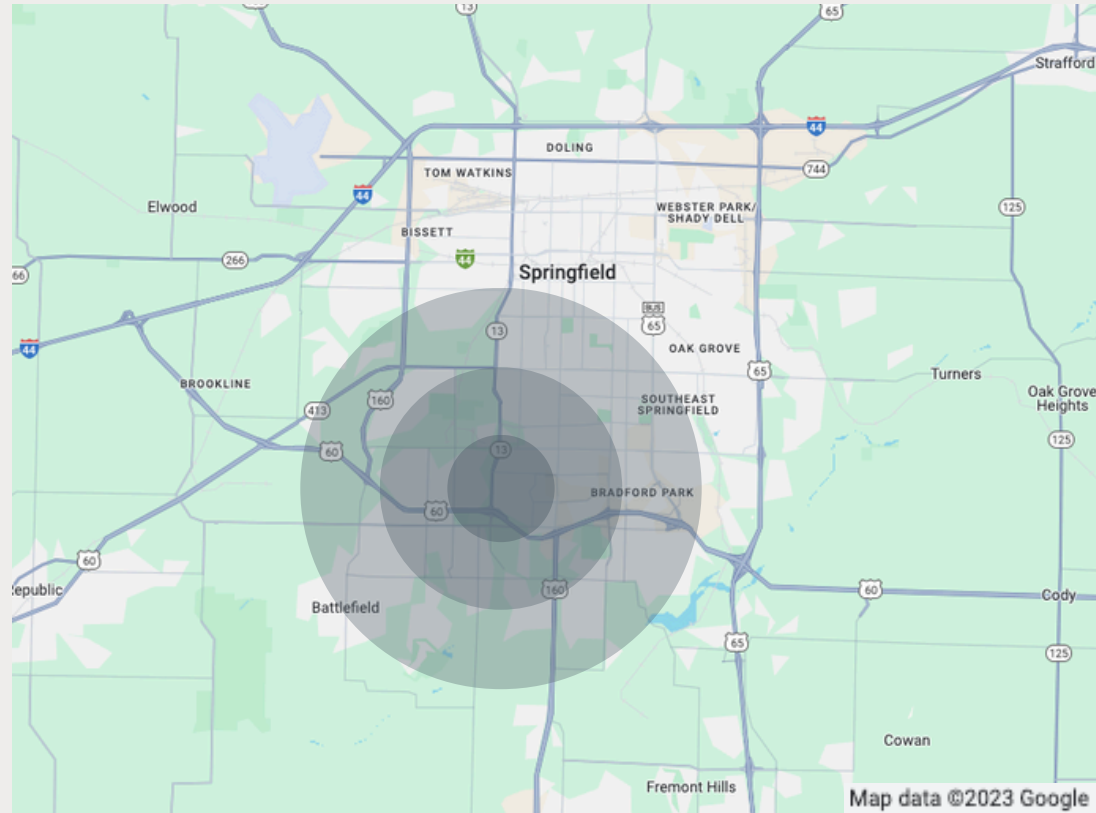 13
65
Strafford
44
DOLING
744
TOM WATKINS
44
125
Elwood
WEBSTER PARK/
SHADY DELL
BISSETT
44
266
66
Springfield
BUS
65
13
44
OAK GROVE
65
Turners
BROOKLINE
160
413
SOUTHEAST
SPRINGFIELD
Oak Grove
Heights
125
13
60
BRADFORD PARK
60
60
Republic
160
60
Cody
Battlefield
65
125
Cowan
Fremont Hills
Map data ©2023 Google